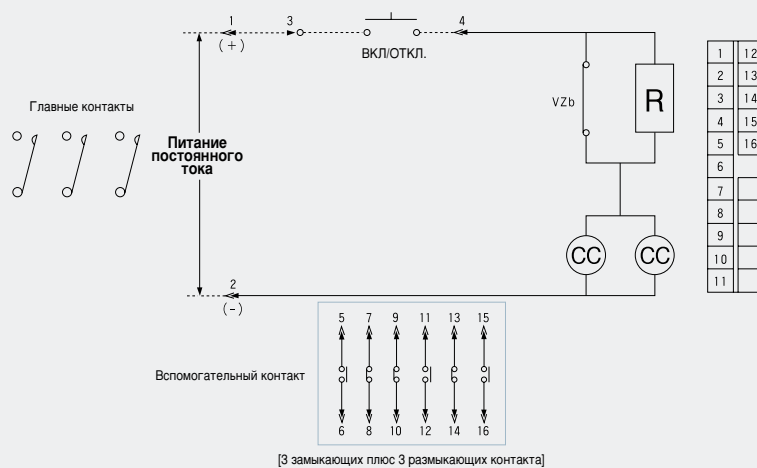 1 3 4
(+)
ВКЛ/ОТКЛ.
VZb
R
Главные контакты
Питание
постоянного
тока
CC CC
2
(-)
5 7 9 11 13 15
Вспомогательный контакт
6 8 10 12 14 16
[3 замыкающих плюс 3 размыкающих контакта]
1 12
2 13
3 14
4 15
5 16
6
7
8
9
10
11